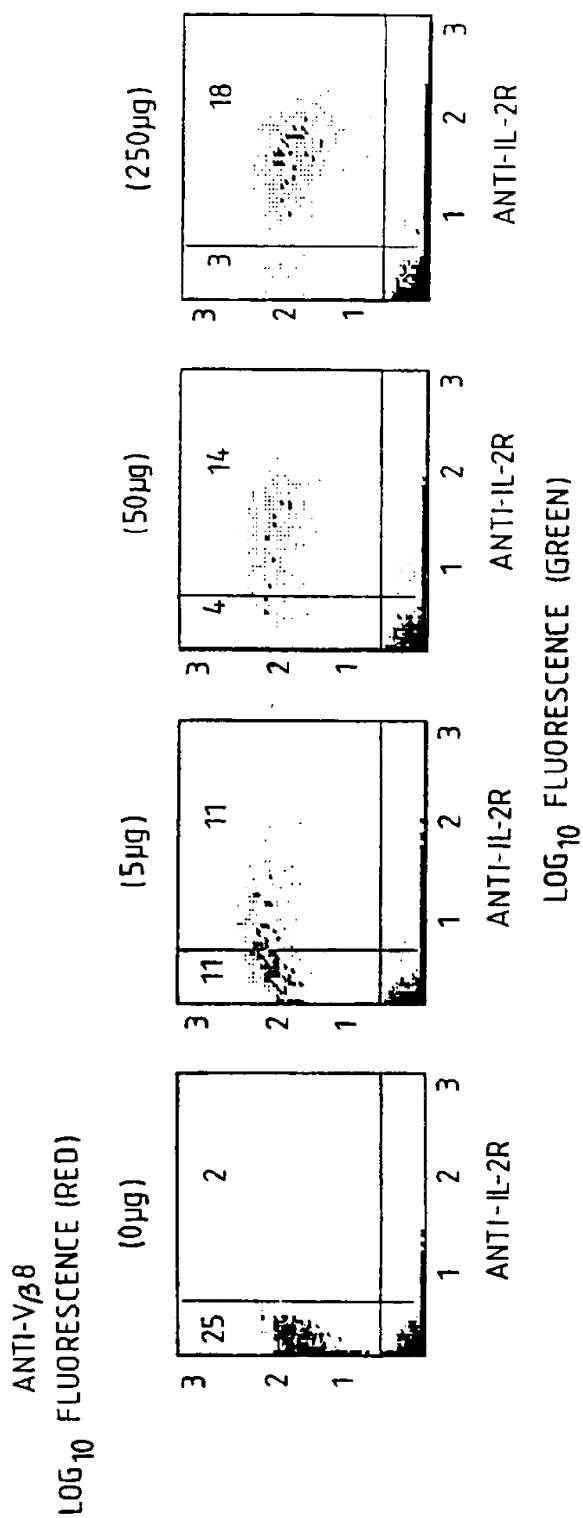 ANTI-Vβ8
LOG10 FLUORESCENCE (RED)
(0µg)
3
2
1
25
2
1
2
3
ANTI-IL-2R
(5µg)
3
2
1
11
11
1
2
3
ANTI-IL-2R
(50µg)
3
2
1
4
14
1
2
3
ANTI-IL-2R
(250µg)
3
2
1
3
18
1
2
3
ANTI-IL-2R
LOG10 FLUORESCENCE (GREEN)